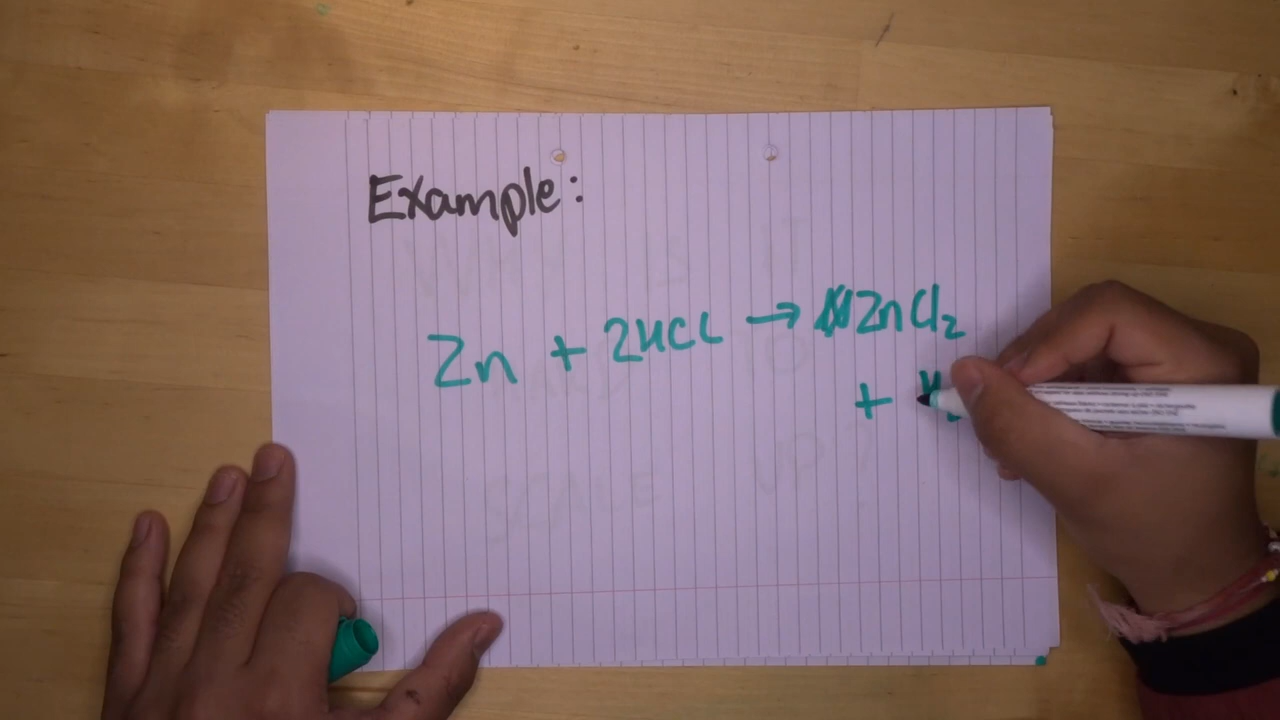 Example:
Zn + 2HCl → ZnCl₂
+ H